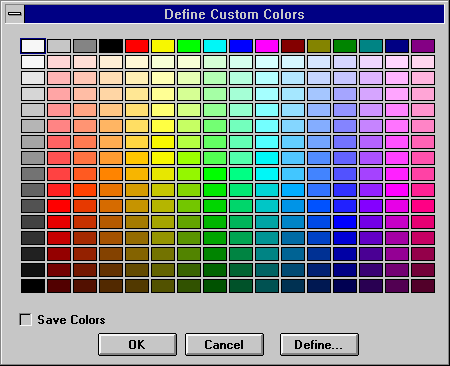 Define Custom Colors
Save Colors
OK Cancel Define...